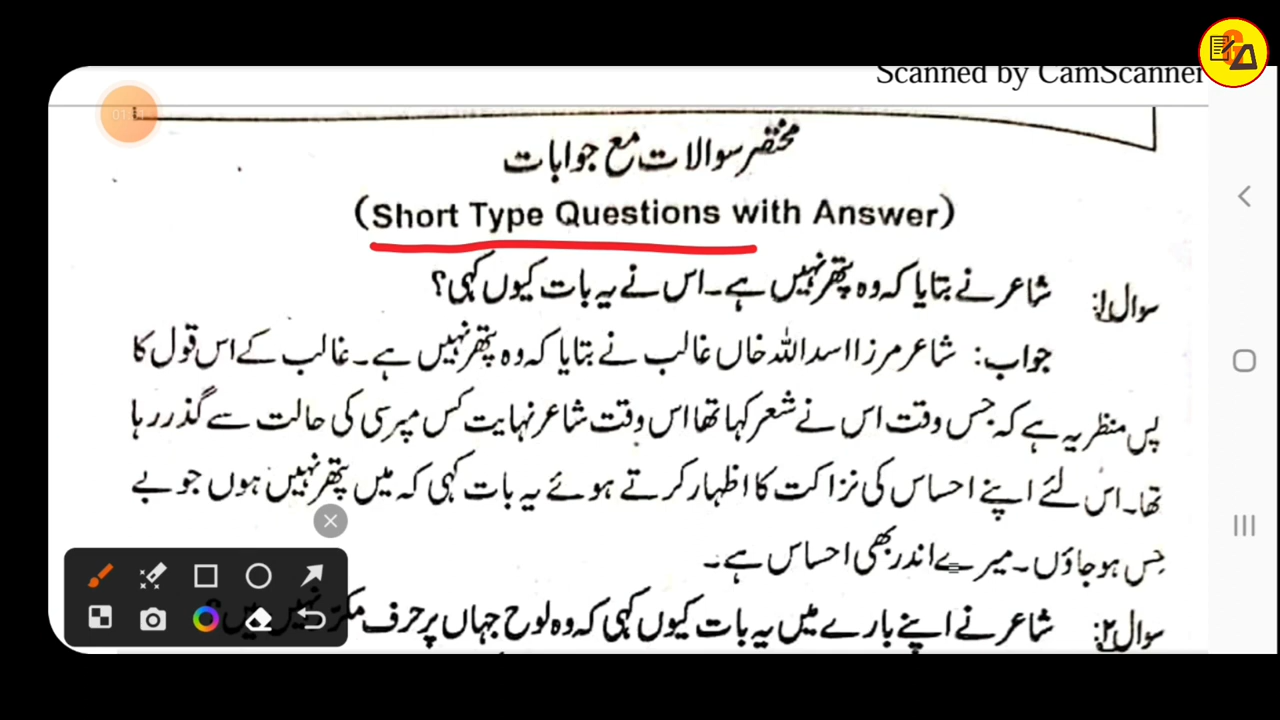 Scanned by CamScanner
مختصر سوالات مع جوابات
(Short Type Questions with Answer)
سوال ۱: شاعر نے بتایا کہ وہ پتھر نہیں ہے۔ اس نے یہ بات کیوں کہی؟
جواب: شاعر مرزا اسد اللہ خاں غالب نے بتایا کہ وہ پتھر نہیں ہے۔ غالب کے اس قول کا
پس منظر یہ ہے کہ جس وقت اس نے شعر کہا تھا اس وقت شاعر نہایت کس مپرسی کی حالت سے گذر رہا
تھا۔ اس لئے اپنے احساس کی نزاکت کا اظہار کرتے ہوئے یہ بات کہی کہ میں پتھر نہیں ہوں جو بے
حِس ہو جاؤں۔ میرے اندر بھی احساس ہے۔
سوال ۲: شاعر نے اپنے بارے میں یہ بات کیوں کہی کہ وہ لوح جہاں پر حرف مکرّر نہیں ہیں؟